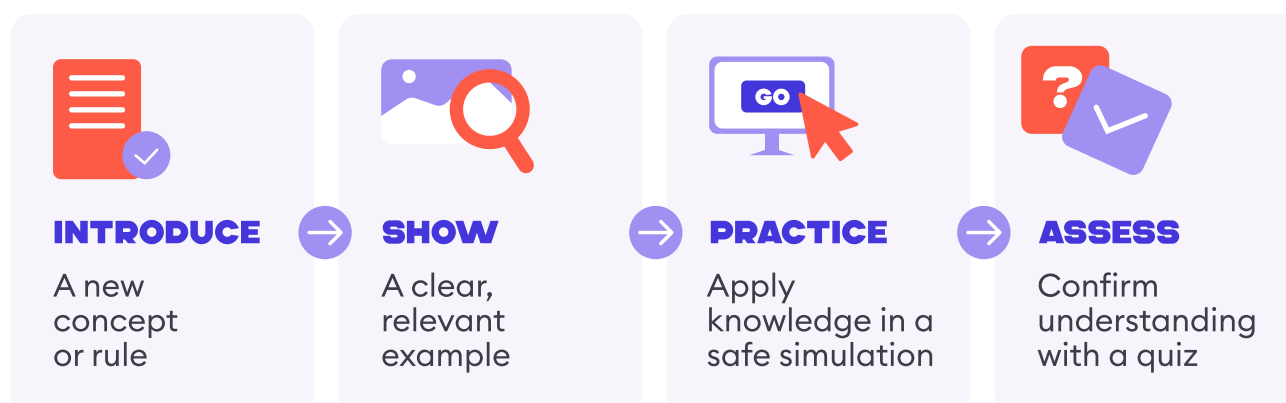 INTRODUCE
A new
concept
or rule
SHOW
A clear,
relevant
example
GO
PRACTICE
Apply
knowledge in a
safe simulation
?
ASSESS
Confirm
understanding
with a quiz